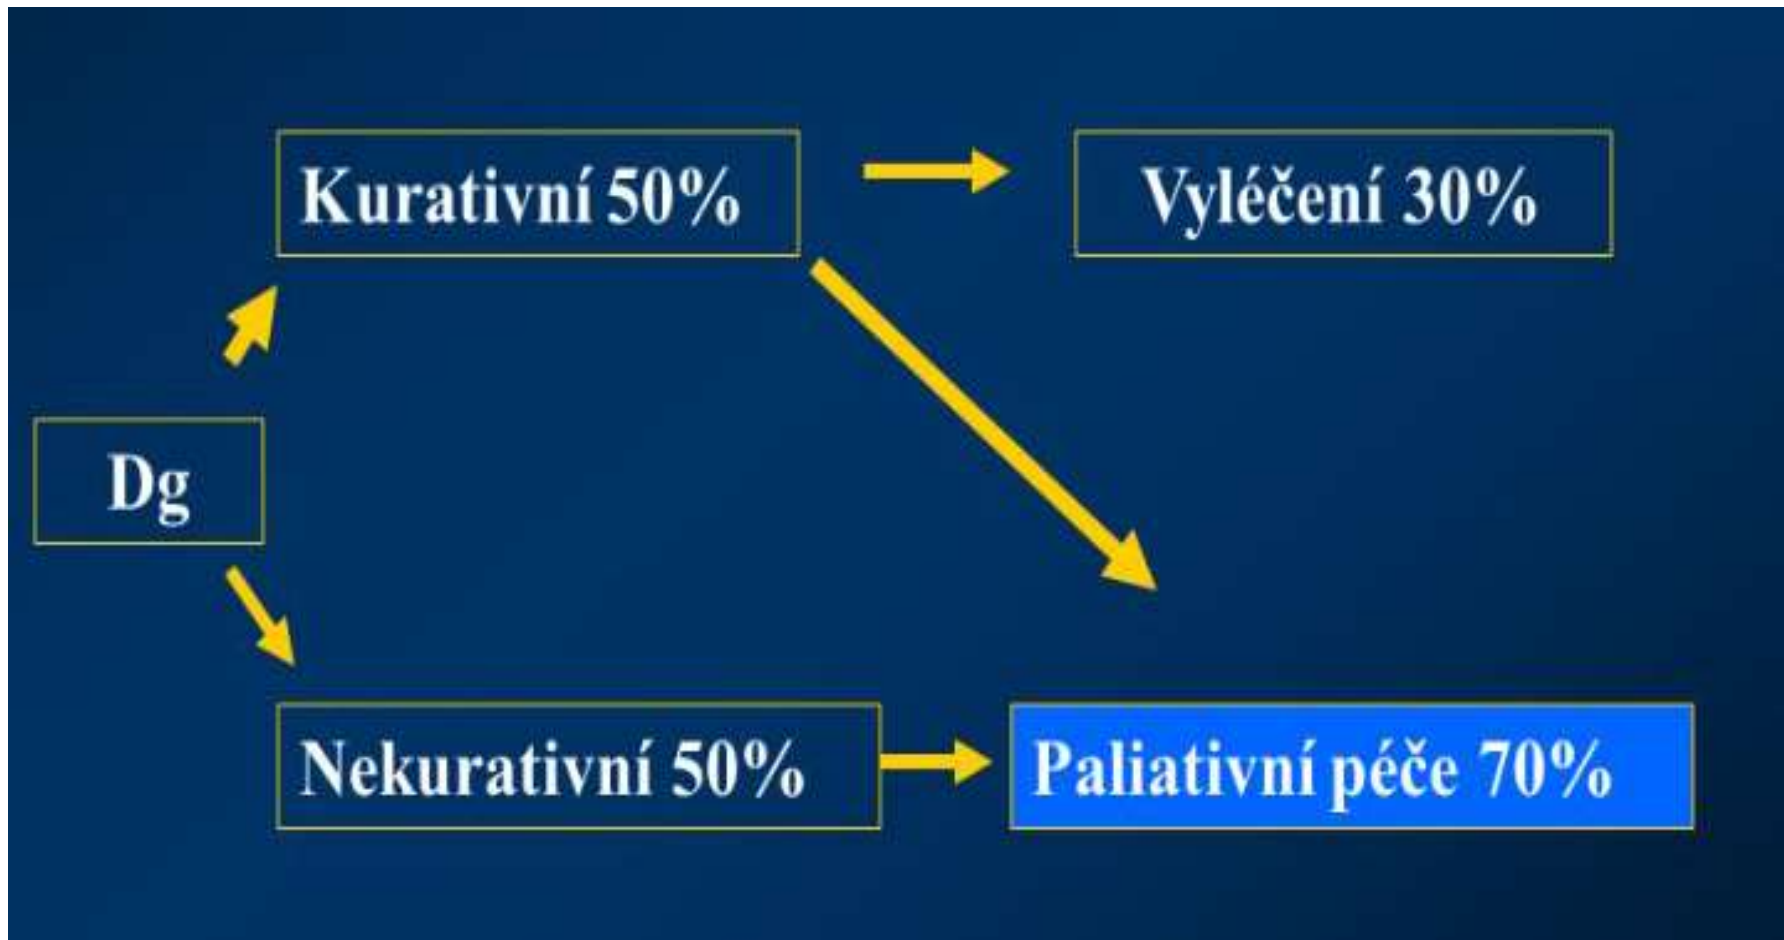 Kurativní 50%
Vyléčení 30%
Dg
Nekurativní 50%
Paliativní péče 70%